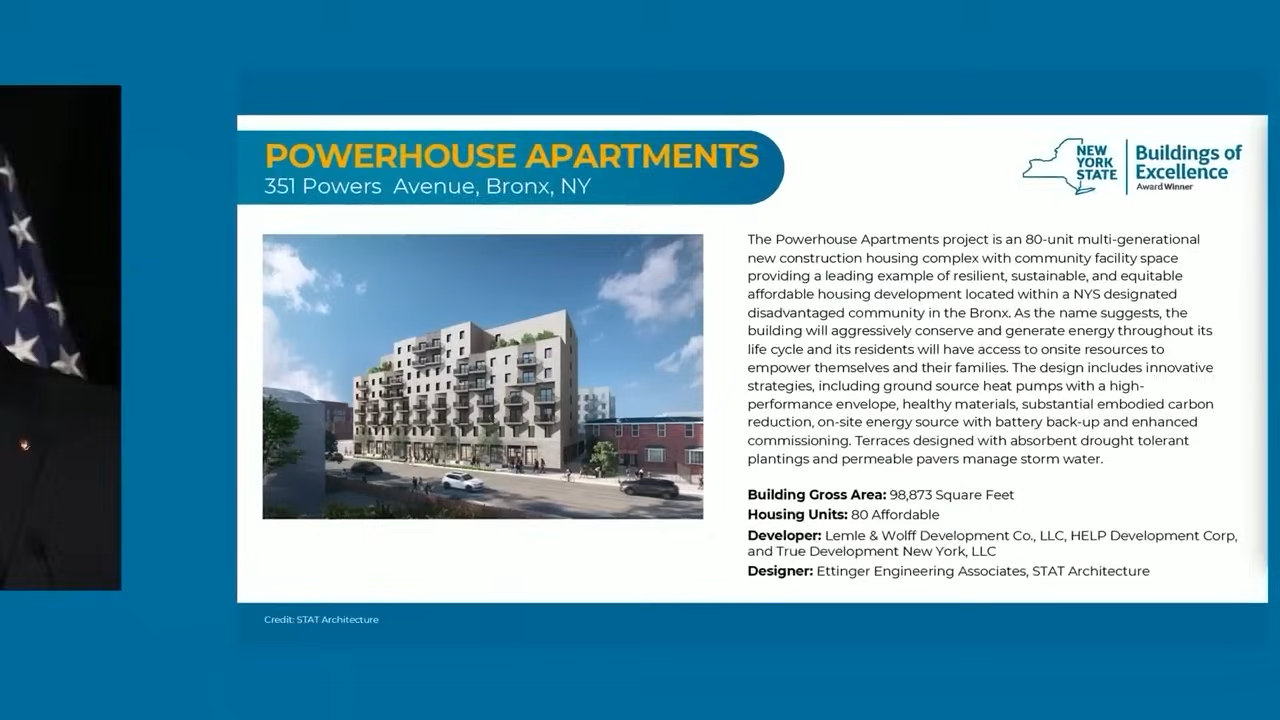 POWERHOUSE APARTMENTS
351 Powers Avenue, Bronx, NY
NEW
YORK
STATE
Buildings of
Excellence
Award Winner
The Powerhouse Apartments project is an 80-unit multi-generational
new construction housing complex with community facility space
providing a leading example of resilient, sustainable, and equitable
affordable housing development located within a NYS designated
disadvantaged community in the Bronx. As the name suggests, the
building will aggressively conserve and generate energy throughout its
life cycle and its residents will have access to onsite resources to
empower themselves and their families. The design includes innovative
strategies, including ground source heat pumps with a high-
performance envelope, healthy materials, substantial embodied carbon
reduction, on-site energy source with battery back-up and enhanced
commissioning. Terraces designed with absorbent drought tolerant
plantings and permeable pavers manage storm water.
Building Gross Area: 98,873 Square Feet
Housing Units: 80 Affordable
Developer: Lemle & Wolff Development Co., LLC, HELP Development Corp,
and True Development New York, LLC
Designer: Ettinger Engineering Associates, STAT Architecture
Credit: STAT Architecture